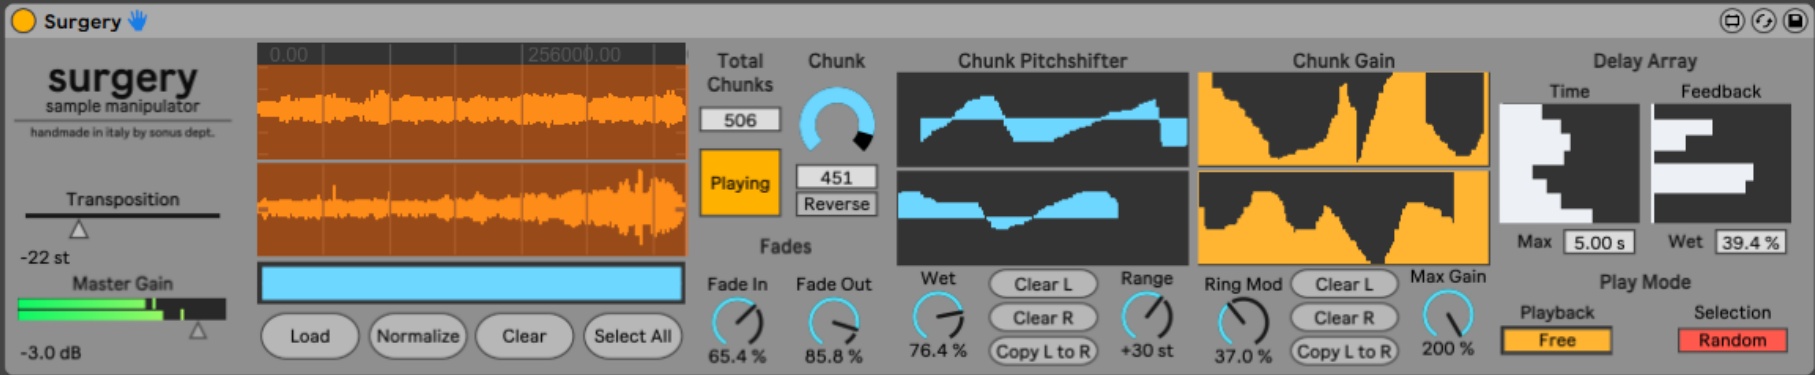 Surgery
surgery
sample manipulator
handmade in italy by sonus dept.
Transposition
-22 st
Master Gain
-3.0 dB
0.00
256000.00
Load
Normalize
Clear
Select All
Total
Chunks
506
Playing
Chunk
451
Reverse
Fades
Fade In
65.4 %
Fade Out
85.8 %
Chunk Pitchshifter
Wet
76.4 %
Clear L
Clear R
Copy L to R
Range
+30 st
Chunk Gain
Ring Mod
37.0 %
Clear L
Clear R
Copy L to R
Max Gain
200 %
Delay Array
Time
Feedback
Max 5.00 s
Wet 39.4 %
Play Mode
Playback
Free
Selection
Random